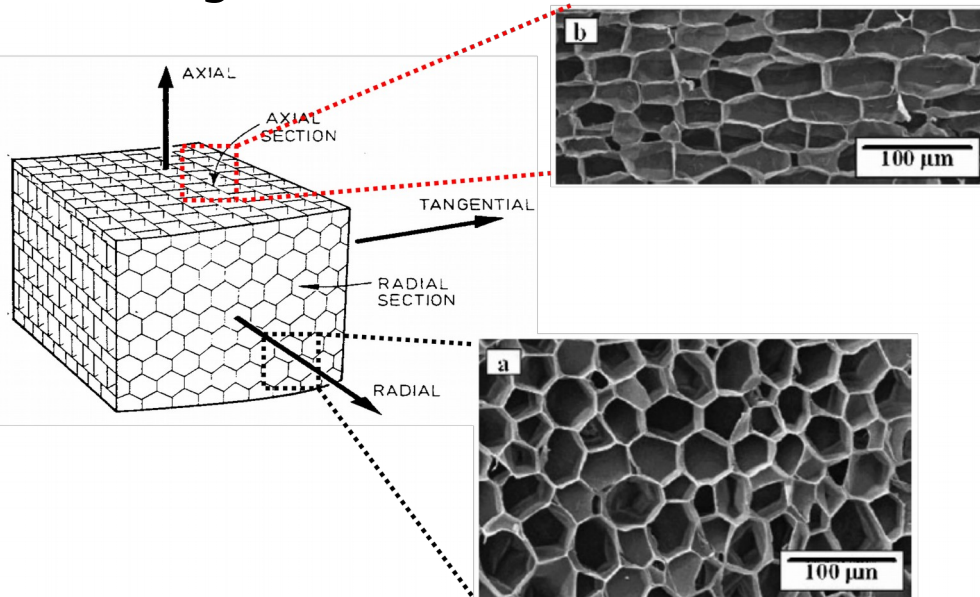 b
100 µm
AXIAL
AXIAL
SECTION
TANGENTIAL
RADIAL
SECTION
RADIAL
a
100 µm